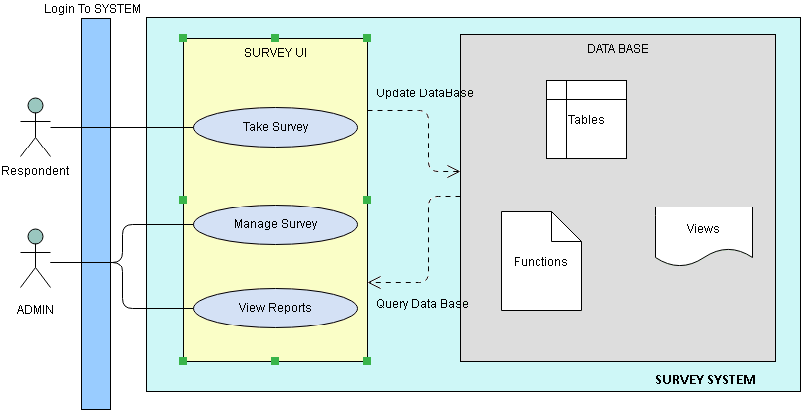 Login To SYSTEM
SURVEY UI
DATA BASE
Update DataBase
Tables
Take Survey
Respondent
Manage Survey
Views
Functions
ADMIN
View Reports
Query Data Base
SURVEY SYSTEM